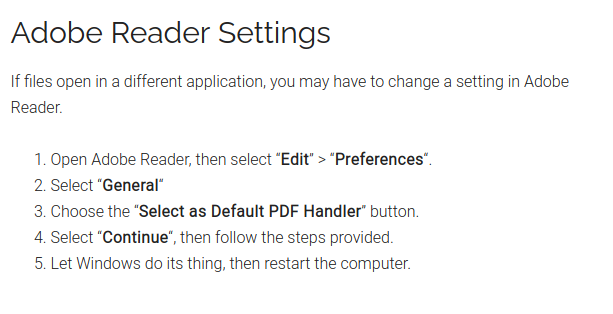 Adobe Reader Settings
If files open in a different application, you may have to change a setting in Adobe
Reader.
1. Open Adobe Reader, then select “Edit” > “Preferences“.
2. Select “General“
3. Choose the “Select as Default PDF Handler” button.
4. Select “Continue“, then follow the steps provided.
5. Let Windows do its thing, then restart the computer.